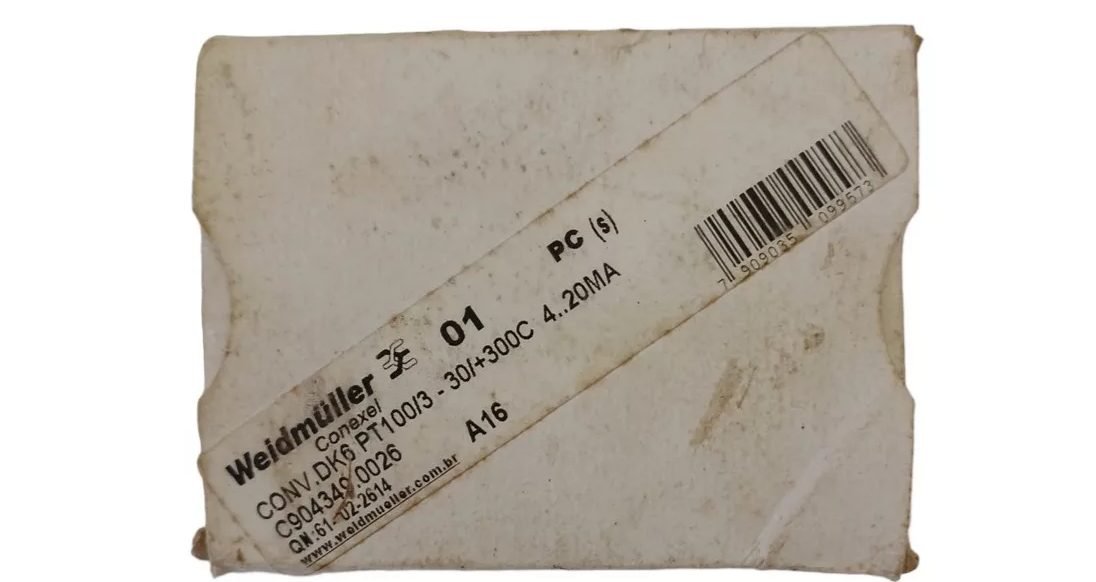 Weidmüller 01 PC (s)
Conexel
CONV.DK6 PT100/3 - 30/+300C 4..20MA
C904349.0026 A16
QN:61-02-2614
www.weidmueller.com.br
7 909035 099573